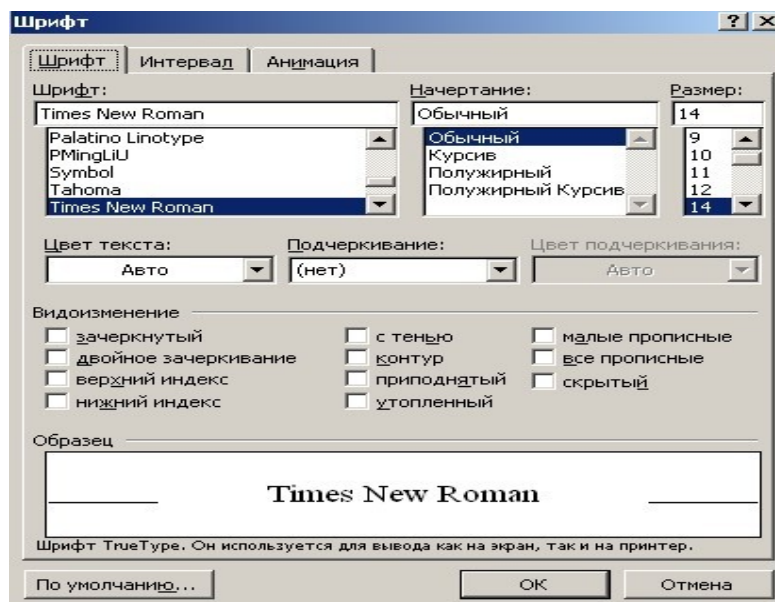 Шрифт
Шрифт Интервал Анимация
Шрифт: Начертание: Размер:
Times New Roman Обычный 14
Palatino Linotype Обычный 9
PMingLiU Курсив 10
Symbol Полужирный 11
Tahoma Полужирный Курсив 12
Times New Roman 14
Цвет текста: Подчеркивание: Цвет подчеркивания:
Авто (нет) Авто
Видоизменение
зачеркнутый с тенью малые прописные
двойное зачеркивание контур все прописные
верхний индекс приподнятый скрытый
нижний индекс утопленный
Образец
Times New Roman
Шрифт TrueType. Он используется для вывода как на экран, так и на принтер.
По умолчанию... ОК Отмена